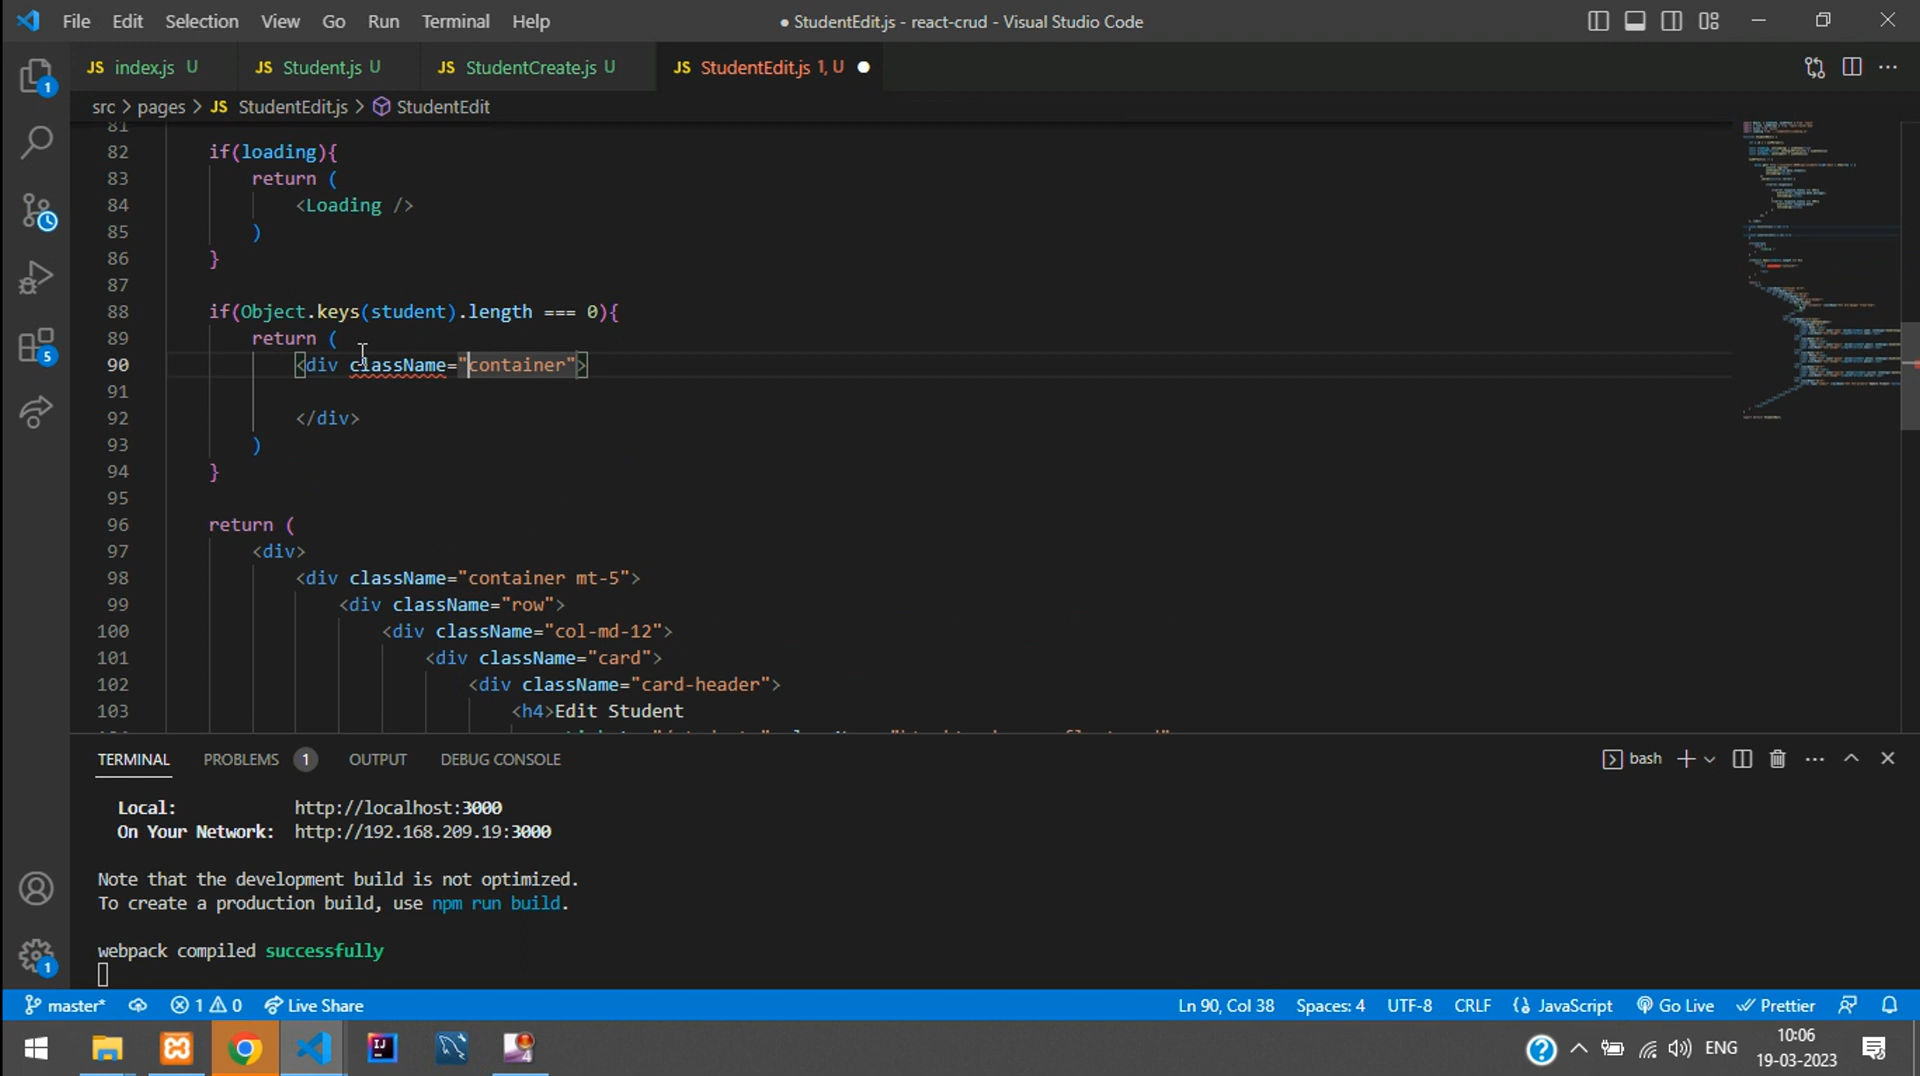 File Edit Selection View Go Run Terminal Help
● StudentEdit.js - react-crud - Visual Studio Code
JS index.js U
JS Student.js U
JS StudentCreate.js U
JS StudentEdit.js 1, U ●
src > pages > JS StudentEdit.js > StudentEdit
81
82 if(loading){
83 return (
84 <Loading />
85 )
86 }
87
88 if(Object.keys(student).length === 0){
89 return (
90 <div className="container">
91
92 </div>
93 )
94 }
95
96 return (
97 <div>
98 <div className="container mt-5">
99 <div className="row">
100 <div className="col-md-12">
101 <div className="card">
102 <div className="card-header">
103 <h4>Edit Student
1
5
1
TERMINAL PROBLEMS 1 OUTPUT DEBUG CONSOLE
bash
Local: http://localhost:3000
On Your Network: http://192.168.209.19:3000
Note that the development build is not optimized.
To create a production build, use npm run build.
webpack compiled successfully
master* 1 0 Live Share
Ln 90, Col 38 Spaces: 4 UTF-8 CRLF JavaScript Go Live Prettier
IJ
4
ENG
10:06
19-03-2023